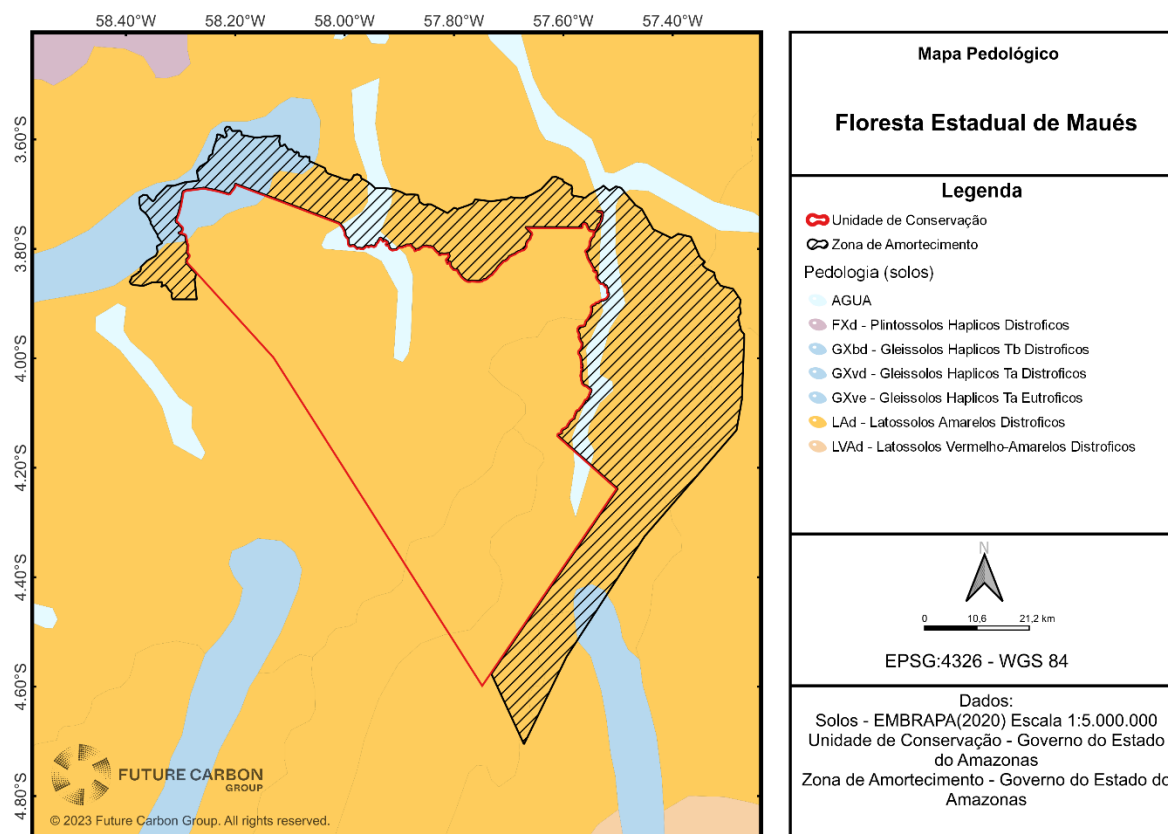 58.40°W 58.20°W 58.00°W 57.80°W 57.60°W 57.40°W
3.60°S
3.80°S
4.00°S
4.20°S
4.40°S
4.60°S
4.80°S
FUTURE CARBON
GROUP
© 2023 Future Carbon Group. All rights reserved.
Mapa Pedológico
Floresta Estadual de Maués
Legenda
Unidade de Conservação
Zona de Amortecimento
Pedologia (solos)
AGUA
FXd - Plintossolos Haplicos Distroficos
GXbd - Gleissolos Haplicos Tb Distroficos
GXvd - Gleissolos Haplicos Ta Distroficos
GXve - Gleissolos Haplicos Ta Eutroficos
LAd - Latossolos Amarelos Distroficos
LVAd - Latossolos Vermelho-Amarelos Distroficos
N
0 10,6 21,2 km
EPSG:4326 - WGS 84
Dados:
Solos - EMBRAPA(2020) Escala 1:5.000.000
Unidade de Conservação - Governo do Estado
do Amazonas
Zona de Amortecimento - Governo do Estado do
Amazonas